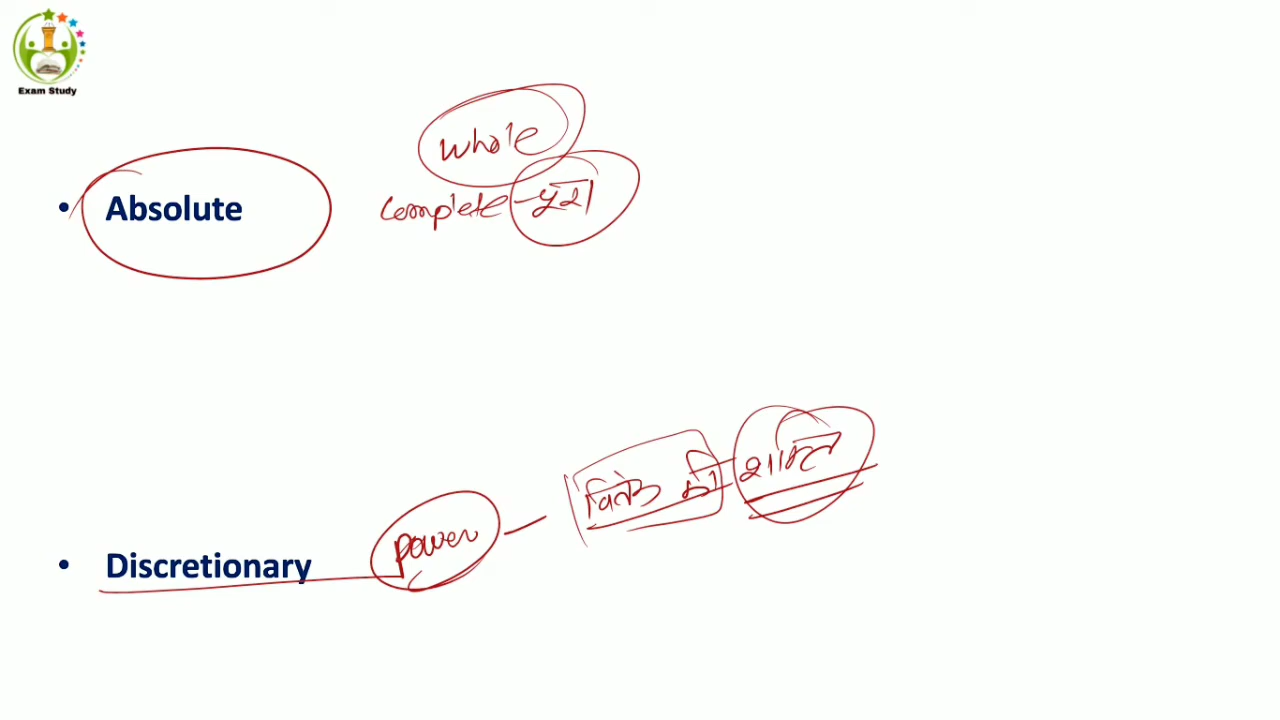 Exam Study
whole
• Absolute complete - पूरा
विवेक की शक्ति
• Discretionary power -